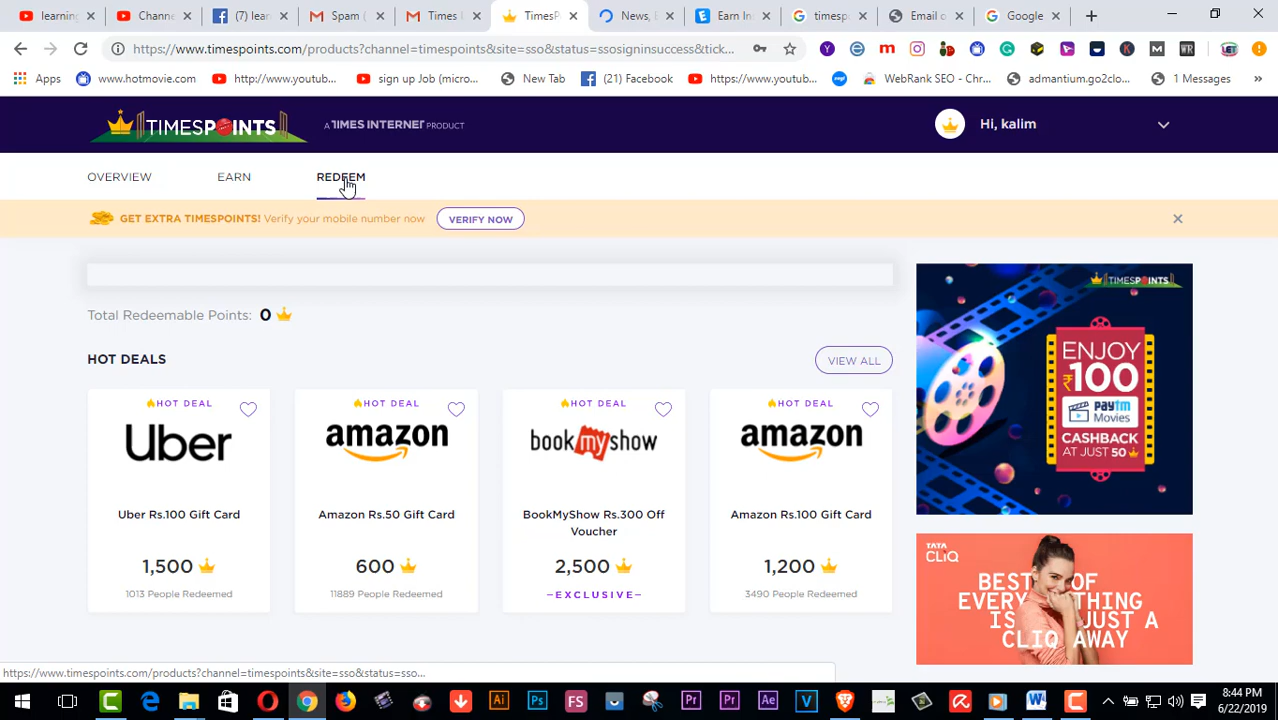 learning
Channe
(7) lear
Spam (
Times
TimesP
News, E
Earn In
timesp
Email o
Google
https://www.timespoints.com/products?channel=timespoints&site=sso&status=ssosigninsuccess&tick...
Apps
www.hotmovie.com
http://www.youtub...
sign up Job (micro...
New Tab
(21) Facebook
https://www.youtub...
WebRank SEO - Chr...
admantium.go2clo...
1 Messages
»
TIMESPOINTS
A TIMES INTERNET PRODUCT
Hi, kalim
OVERVIEW
EARN
REDEEM
GET EXTRA TIMESPOINTS! Verify your mobile number now
VERIFY NOW
Total Redeemable Points: 0
HOT DEALS
VIEW ALL
HOT DEAL
Uber
Uber Rs.100 Gift Card
1,500
1013 People Redeemed
HOT DEAL
amazon
Amazon Rs.50 Gift Card
600
11889 People Redeemed
HOT DEAL
bookmyshow
BookMyShow Rs.300 Off
Voucher
2,500
–EXCLUSIVE–
HOT DEAL
amazon
Amazon Rs.100 Gift Card
1,200
3490 People Redeemed
TIMESPOINTS
ENJOY
₹100
paytm
Movies
CASHBACK
AT JUST 50
TATA
CLiQ
BEST OF
EVERYTHING
IS JUST A
CLIQ AWAY
https://www.timespoints.com/products?channel=timespoints&site=sso&status=sso...
8:44 PM
6/22/2019